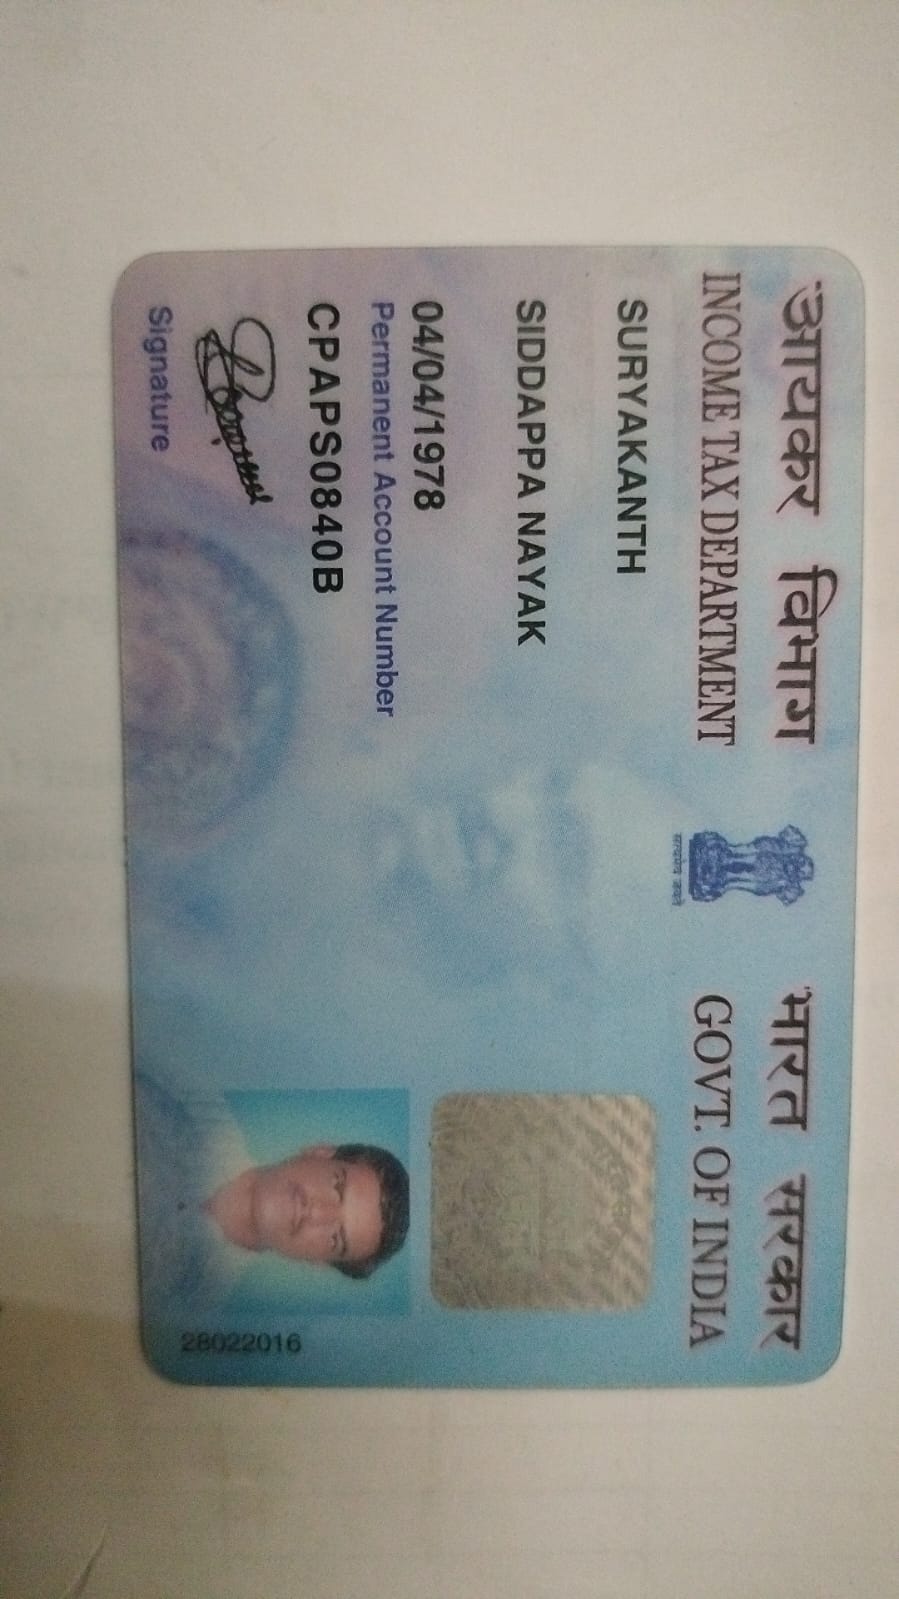 आयकर विभाग
INCOME TAX DEPARTMENT
सत्यमेव जयते
भारत सरकार
GOVT. OF INDIA
SURYAKANTH
SIDDAPPA NAYAK
04/04/1978
Permanent Account Number
CPAPS0840B
Signature
28022016